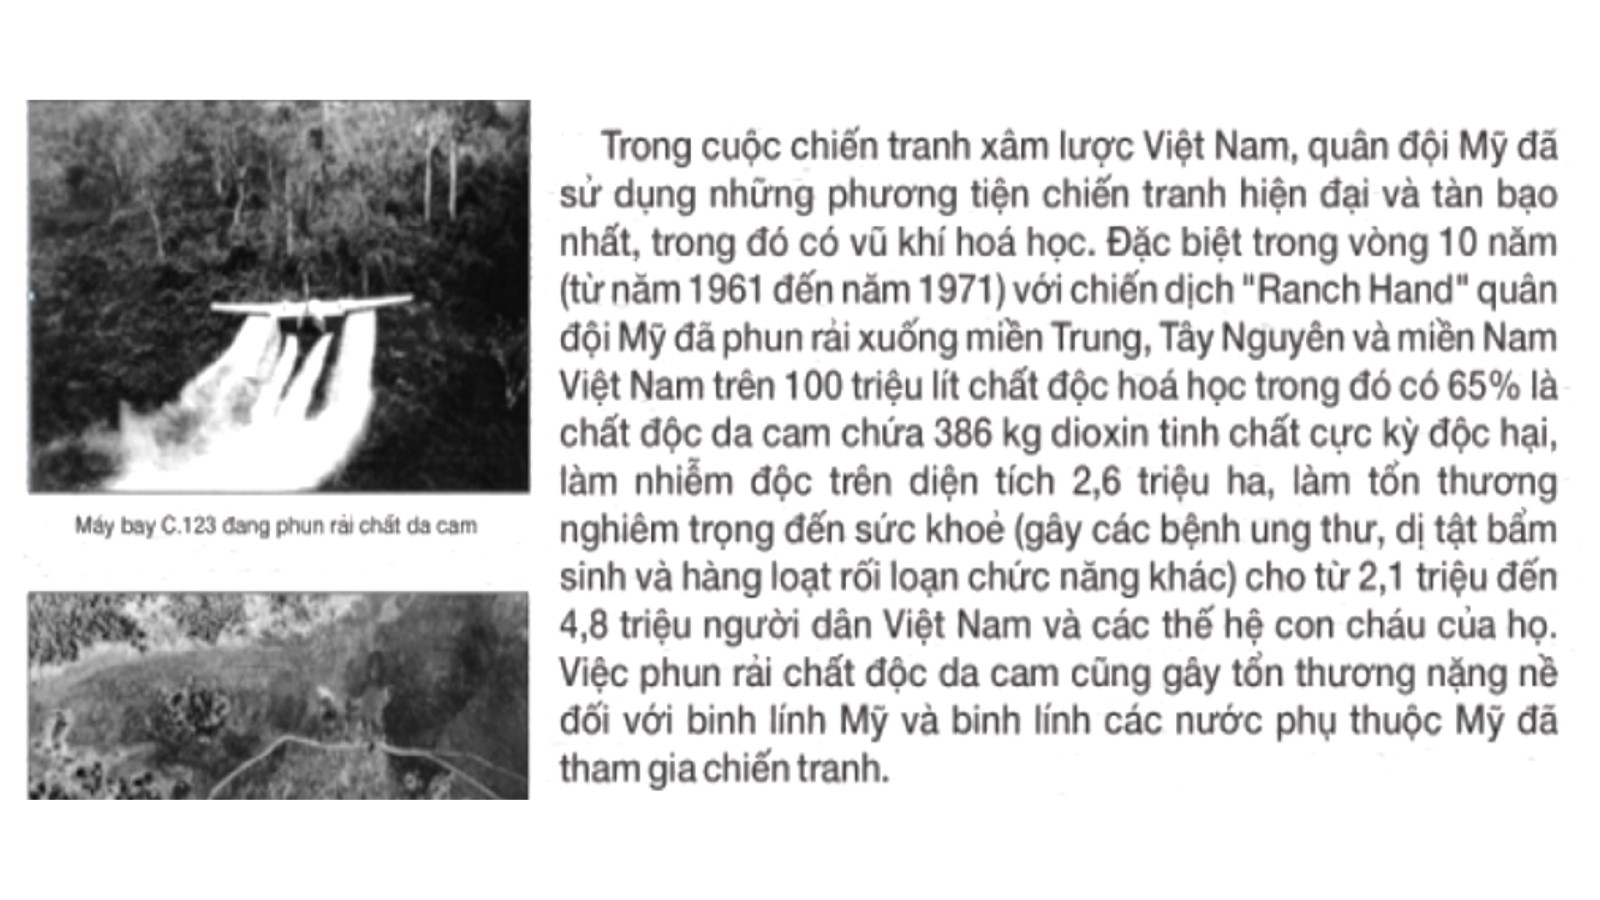 Máy bay C.123 đang phun rải chất da cam
Trong cuộc chiến tranh xâm lược Việt Nam, quân đội Mỹ đã
sử dụng những phương tiện chiến tranh hiện đại và tàn bạo
nhất, trong đó có vũ khí hoá học. Đặc biệt trong vòng 10 năm
(từ năm 1961 đến năm 1971) với chiến dịch "Ranch Hand" quân
đội Mỹ đã phun rải xuống miền Trung, Tây Nguyên và miền Nam
Việt Nam trên 100 triệu lít chất độc hoá học trong đó có 65% là
chất độc da cam chứa 386 kg dioxin tinh chất cực kỳ độc hại,
làm nhiễm độc trên diện tích 2,6 triệu ha, làm tổn thương
nghiêm trọng đến sức khoẻ (gây các bệnh ung thư, dị tật bẩm
sinh và hàng loạt rối loạn chức năng khác) cho từ 2,1 triệu đến
4,8 triệu người dân Việt Nam và các thế hệ con cháu của họ.
Việc phun rải chất độc da cam cũng gây tổn thương nặng nề
đối với binh lính Mỹ và binh lính các nước phụ thuộc Mỹ đã
tham gia chiến tranh.